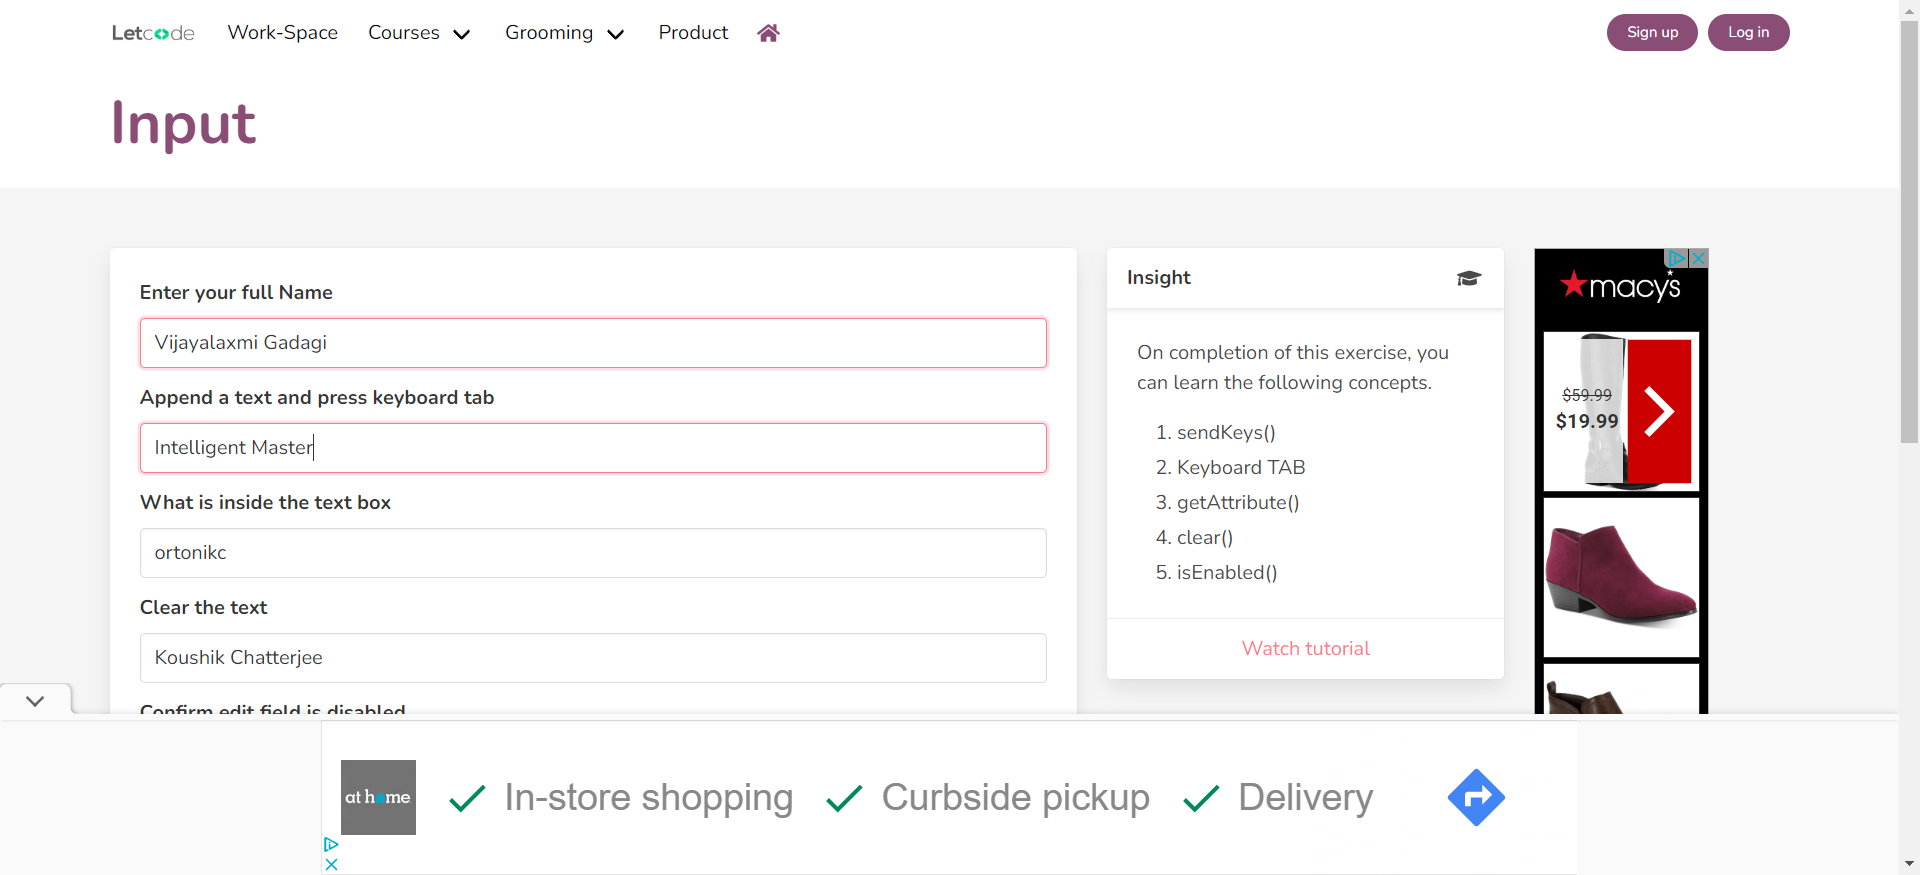 Letcode Work-Space Courses Grooming Product Sign up Log in
Input
Enter your full Name
Vijayalaxmi Gadagi
Append a text and press keyboard tab
Intelligent Master
What is inside the text box
ortonikc
Clear the text
Koushik Chatterjee
Confirm edit field is disabled
Insight
On completion of this exercise, you
can learn the following concepts.
1. sendKeys()
2. Keyboard TAB
3. getAttribute()
4. clear()
5. isEnabled()
Watch tutorial
macy's
$59.99
$19.99
at home
In-store shopping Curbside pickup Delivery